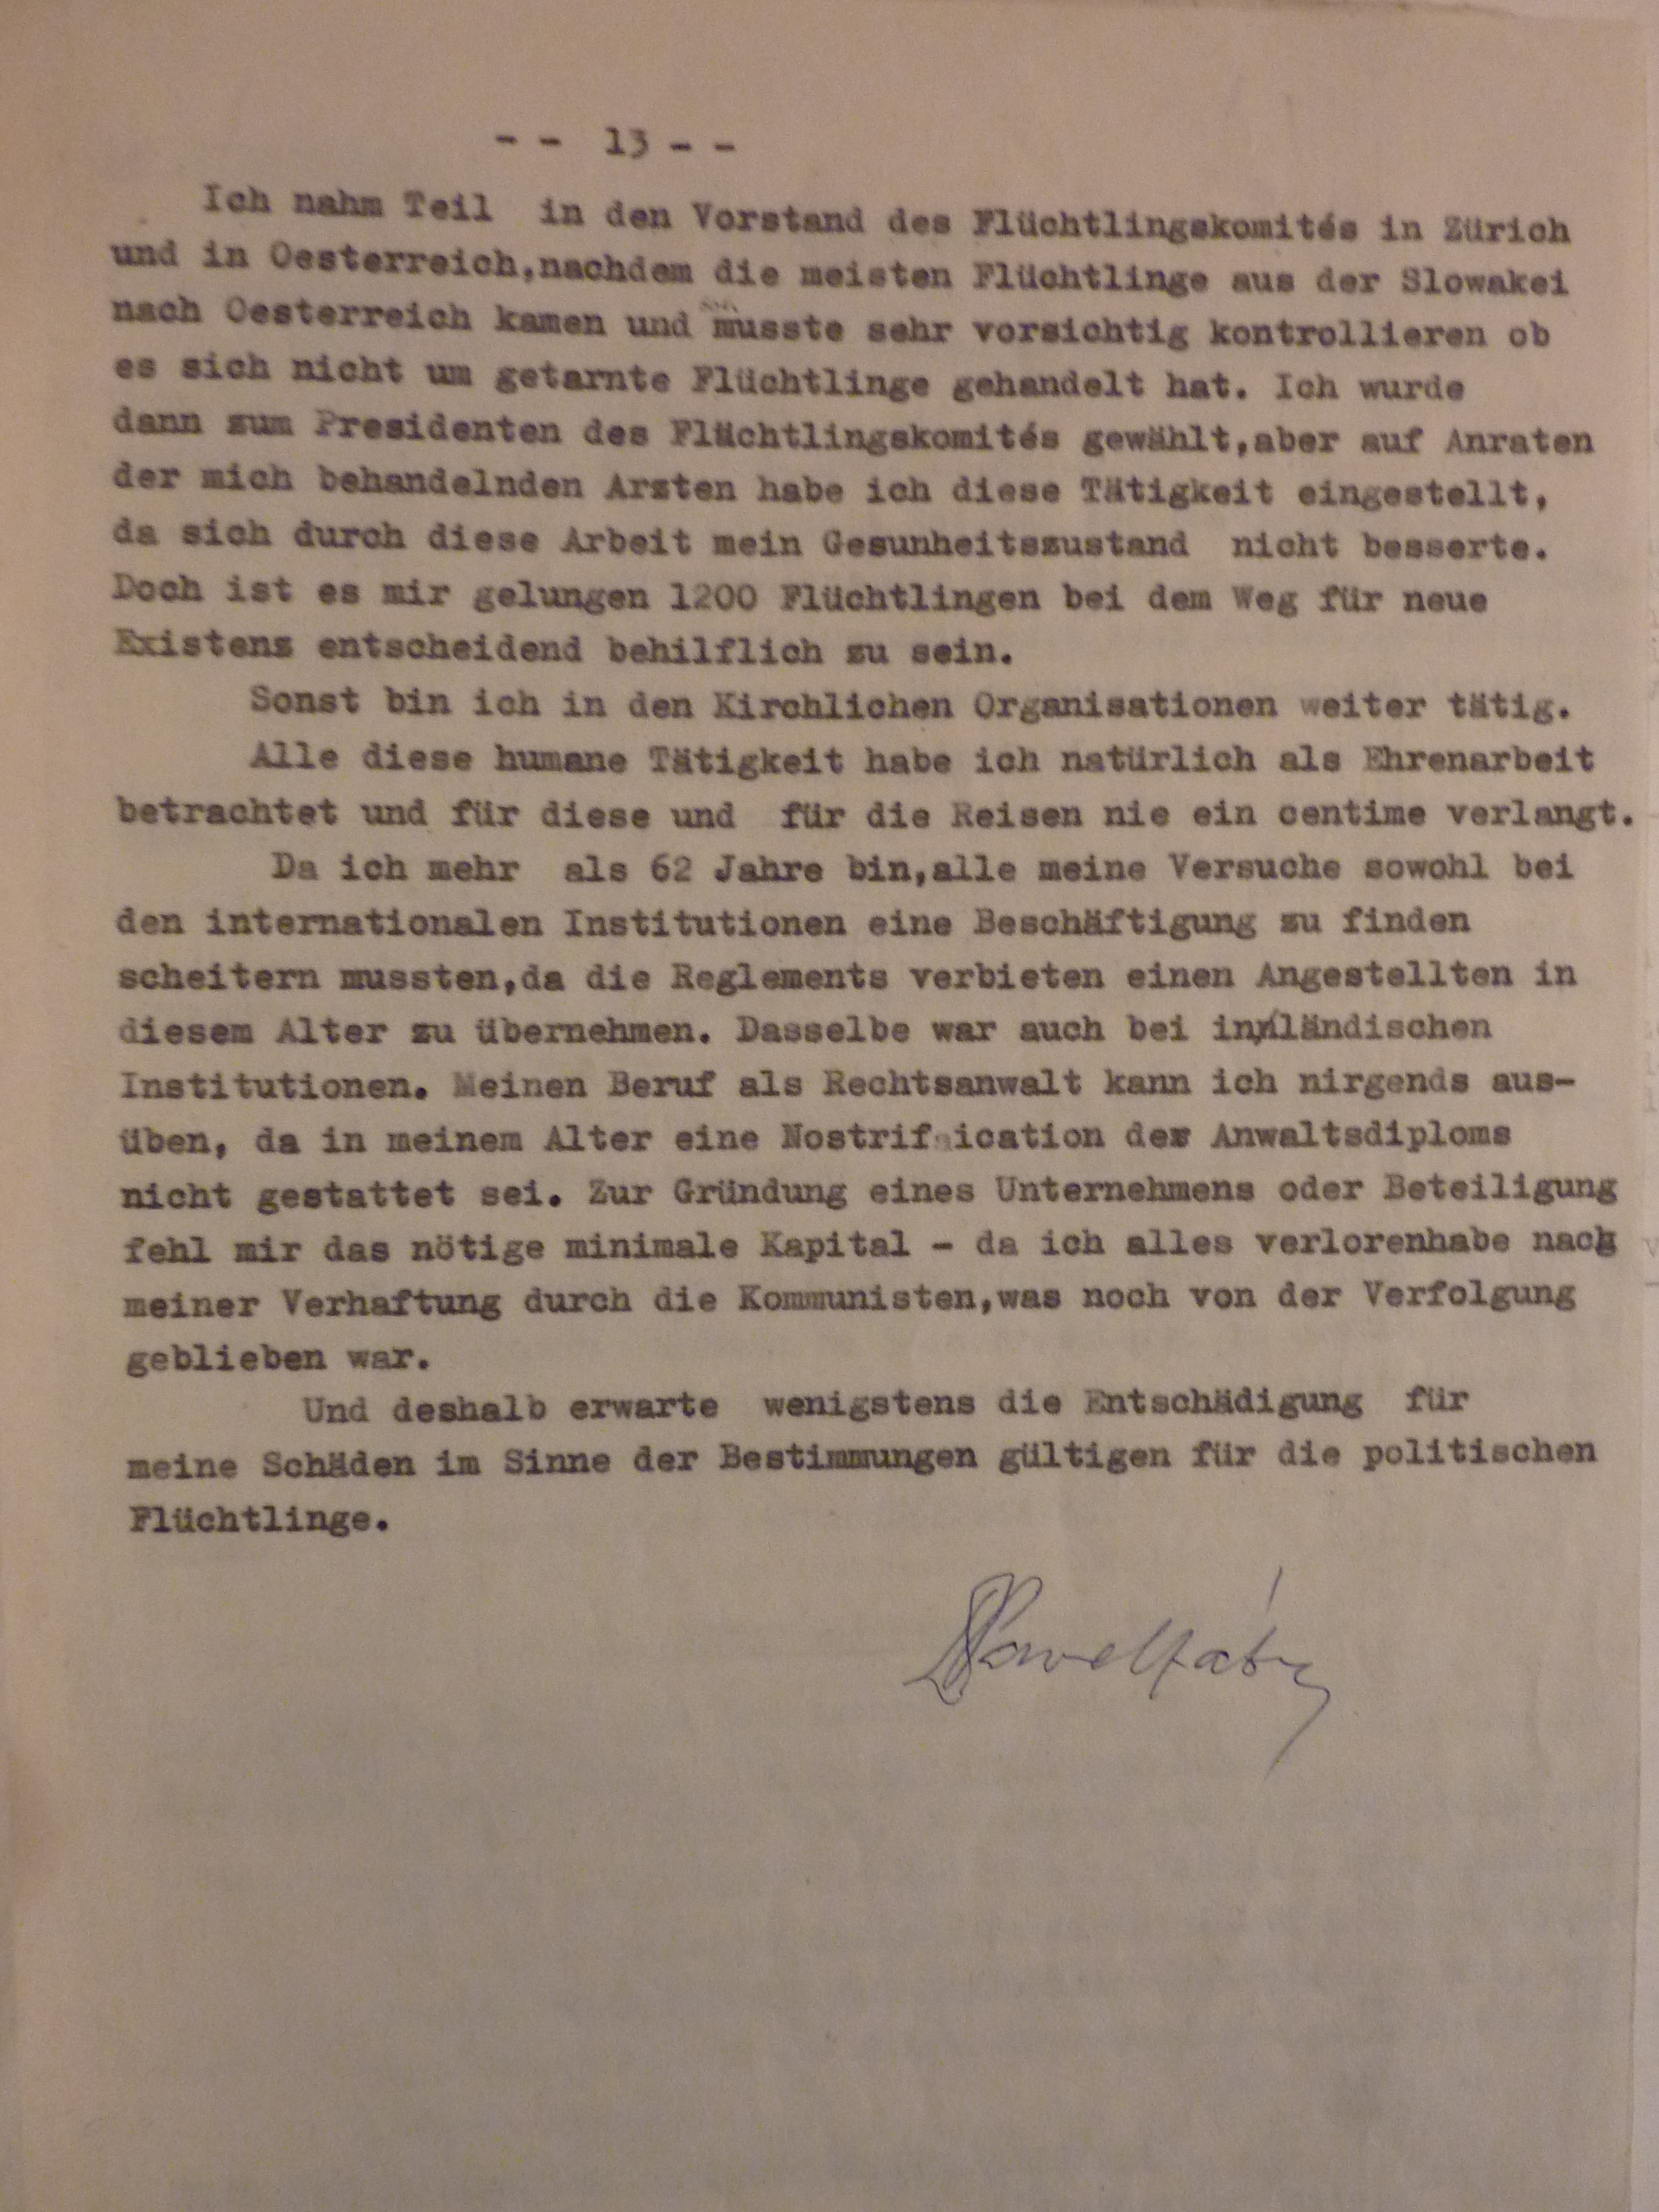 - - 13 - -
Ich nahm Teil in den Vorstand des Flüchtlingskomités in Zürich
und in Oesterreich,nachdem die meisten Flüchtlinge aus der Slowakei
nach Oesterreich kamen und musste sehr vorsichtig kontrollieren ob
es sich nicht um getarnte Flüchtlinge gehandelt hat. Ich wurde
dann zum Presidenten des Flüchtlingskomités gewählt,aber auf Anraten
der mich behandelnden Arzten habe ich diese Tätigkeit eingestellt,
da sich durch diese Arbeit mein Gesunheitszustand nicht besserte.
Doch ist es mir gelungen 1200 Flüchtlingen bei dem Weg für neue
Existenz entscheidend behilflich zu sein.
Sonst bin ich in den Kirchlichen Organisationen weiter tätig.
Alle diese humane Tätigkeit habe ich natürlich als Ehrenarbeit
betrachtet und für diese und für die Reisen nie ein centime verlangt.
Da ich mehr als 62 Jahre bin,alle meine Versuche sowohl bei
den internationalen Institutionen eine Beschäftigung zu finden
scheitern mussten,da die Reglements verbieten einen Angestellten in
diesem Alter zu übernehmen. Dasselbe war auch bei inländischen
Institutionen. Meinen Beruf als Rechtsanwalt kann ich nirgends aus-
üben, da in meinem Alter eine Nostrification des Anwaltsdiploms
nicht gestattet sei. Zur Gründung eines Unternehmens oder Beteiligung
fehl mir das nötige minimale Kapital - da ich alles verlorenhabe nach
meiner Verhaftung durch die Kommunisten,was noch von der Verfolgung
geblieben war.
Und deshalb erwarte wenigstens die Entschädigung für
meine Schäden im Sinne der Bestimmungen gültigen für die politischen
Flüchtlinge.